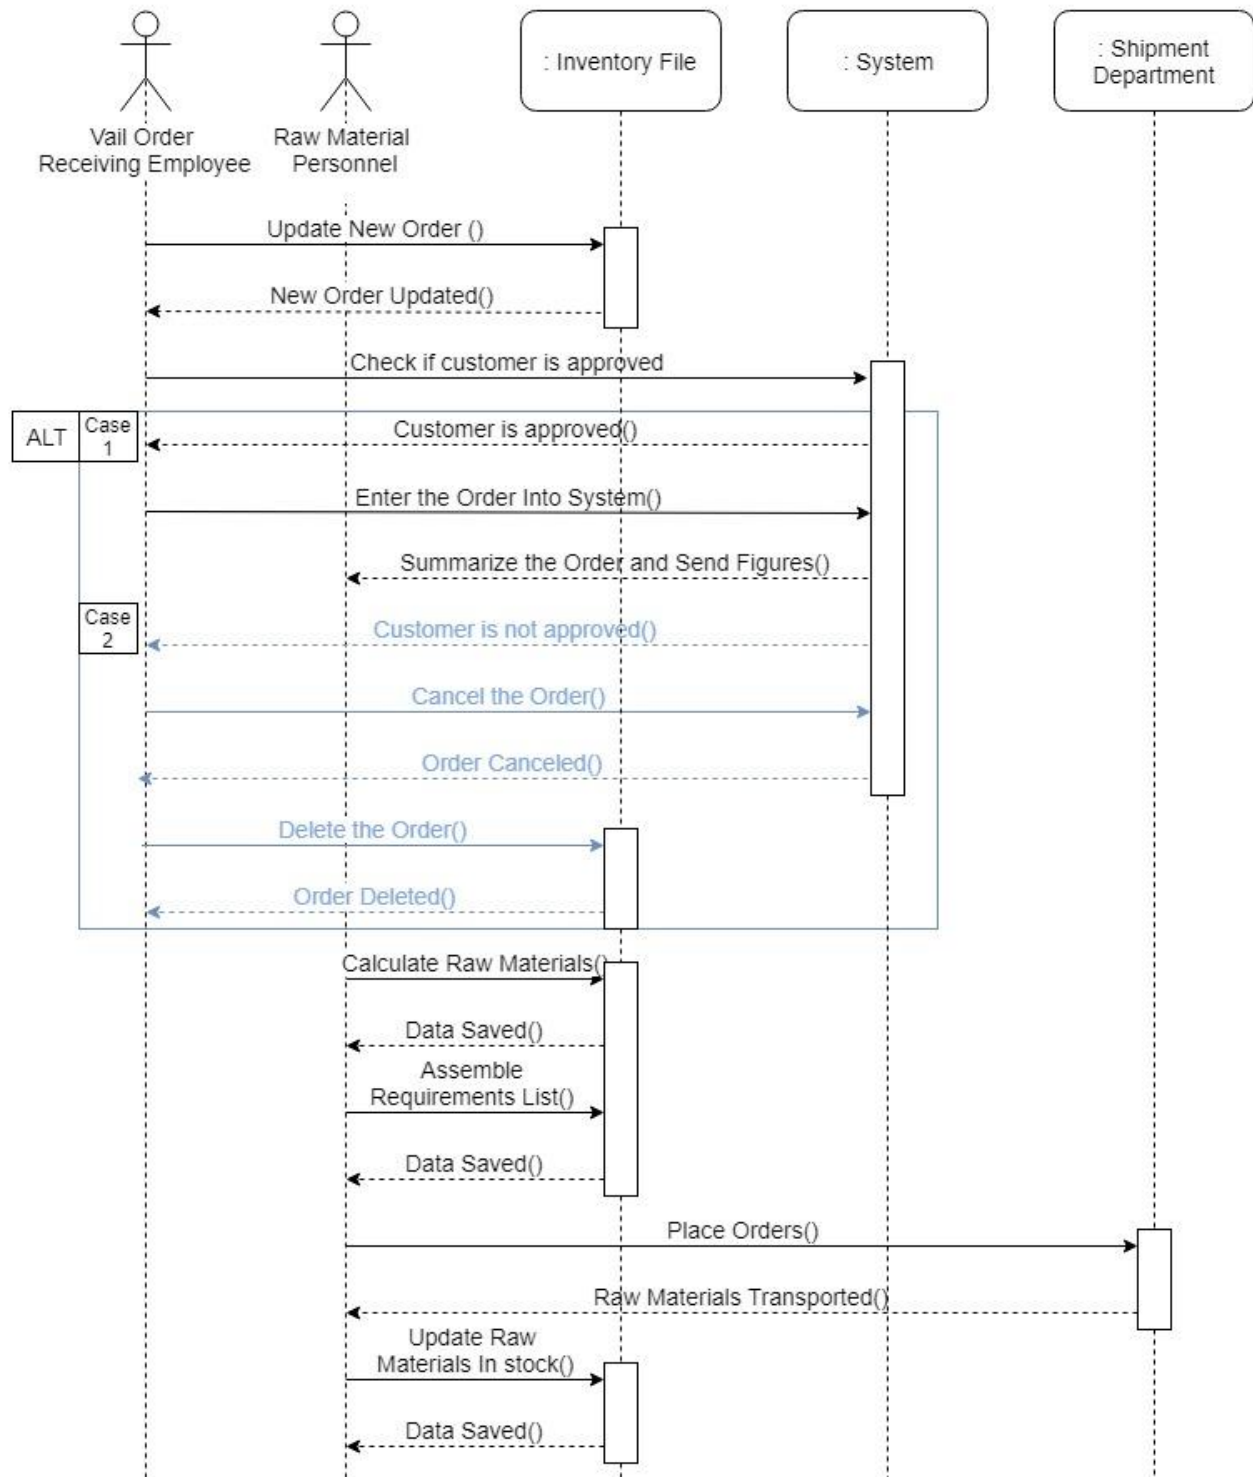 Vail Order
Receiving Employee
Raw Material
Personnel
: Inventory File
: System
: Shipment
Department
Update New Order ()
New Order Updated()
Check if customer is approved
ALT
Case
1
Customer is approved()
Enter the Order Into System()
Summarize the Order and Send Figures()
Case
2
Customer is not approved()
Cancel the Order()
Order Canceled()
Delete the Order()
Order Deleted()
Calculate Raw Materials()
Data Saved()
Assemble
Requirements List()
Data Saved()
Place Orders()
Raw Materials Transported()
Update Raw
Materials In stock()
Data Saved()